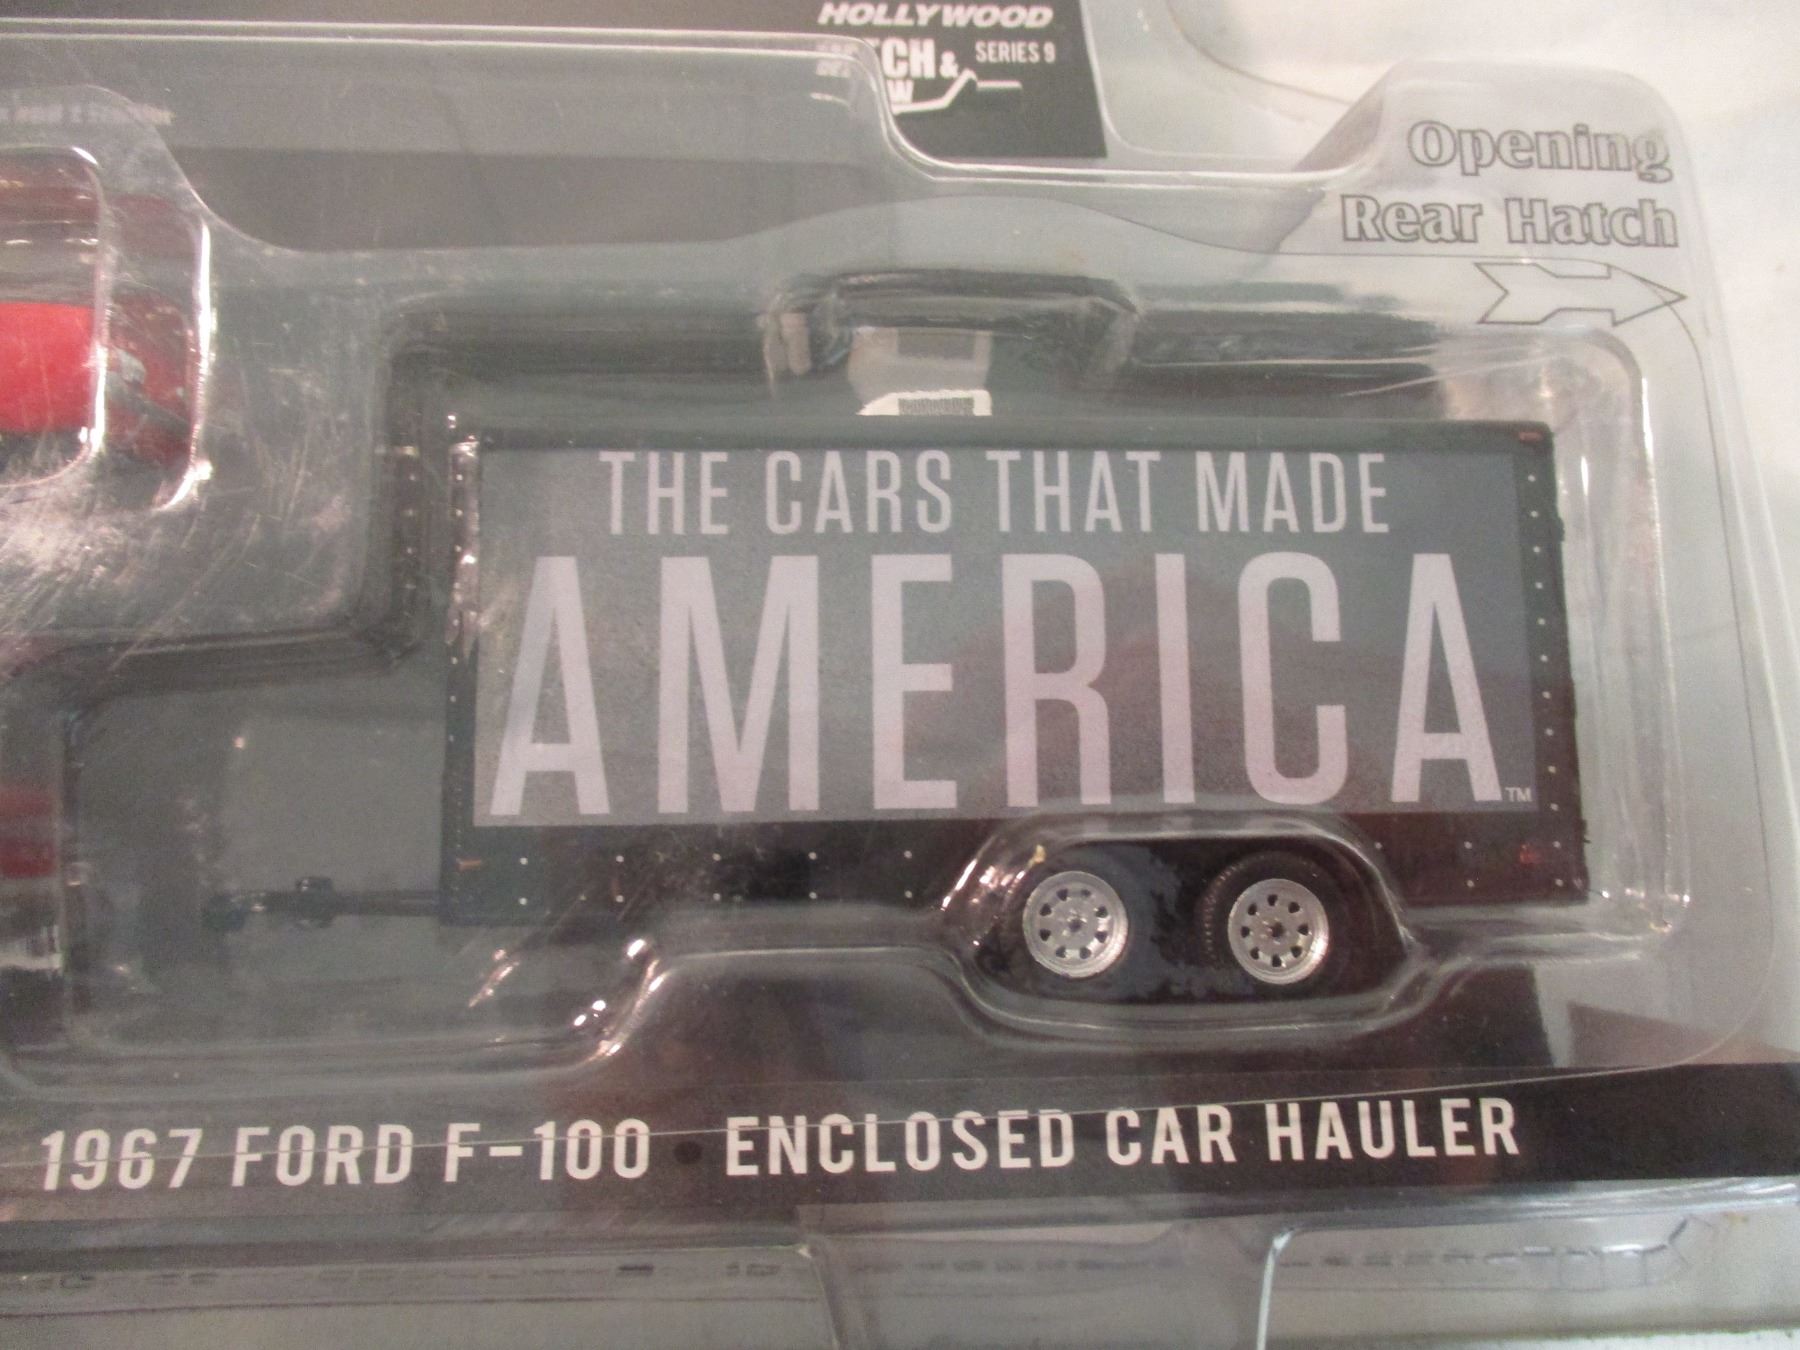 HOLLYWOOD
SERIES 9
&
Opening
Rear Hatch
THE CARS THAT MADE
AMERICA
TM
1967 FORD F-100 • ENCLOSED CAR HAULER